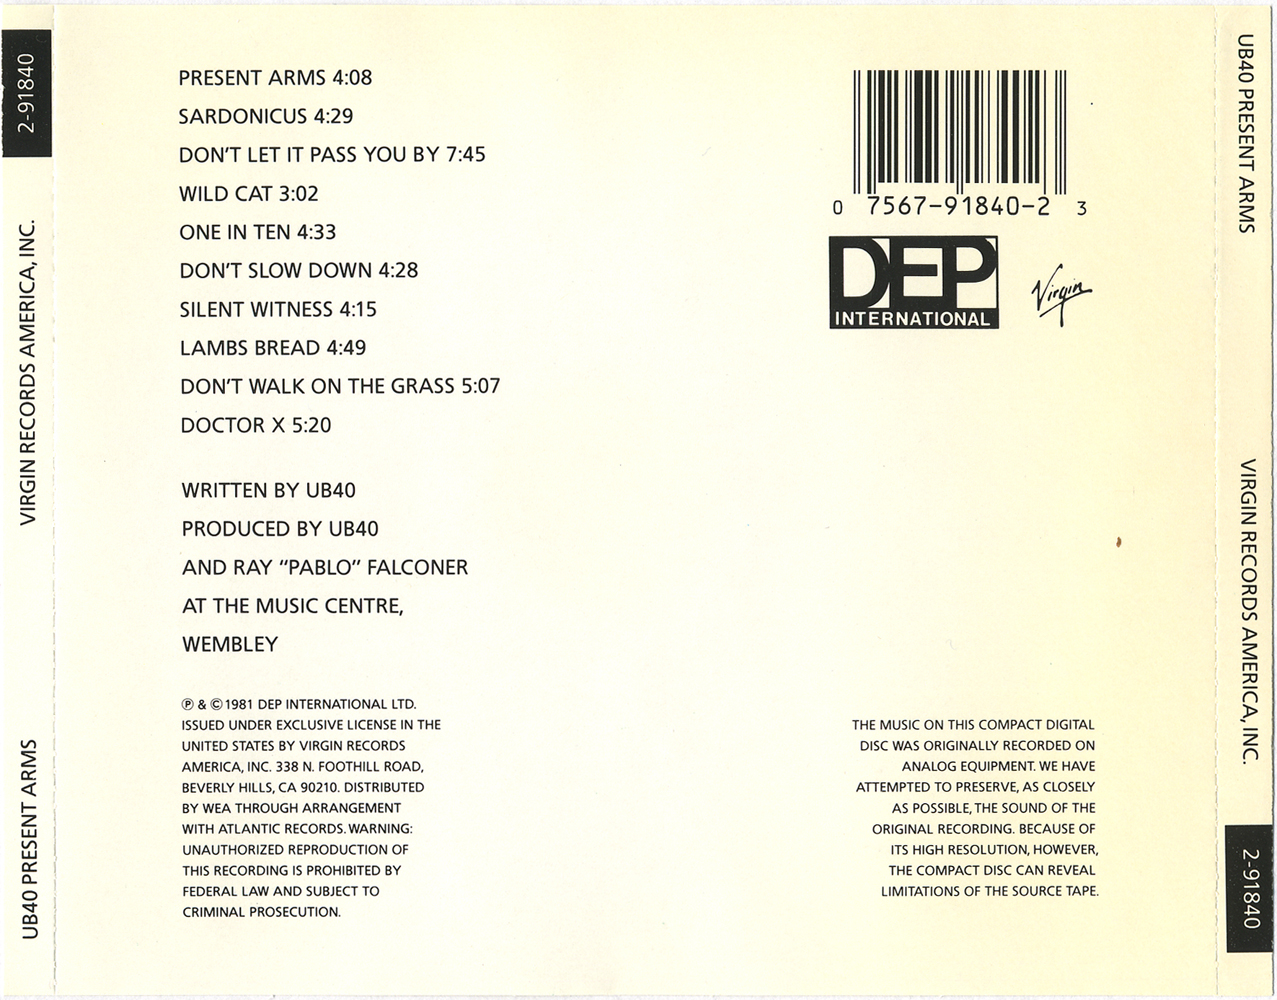 2-91840
VIRGIN RECORDS AMERICA, INC.
UB40 PRESENT ARMS
PRESENT ARMS 4:08
SARDONICUS 4:29
DON'T LET IT PASS YOU BY 7:45
WILD CAT 3:02
ONE IN TEN 4:33
DON'T SLOW DOWN 4:28
SILENT WITNESS 4:15
LAMBS BREAD 4:49
DON'T WALK ON THE GRASS 5:07
DOCTOR X 5:20
WRITTEN BY UB40
PRODUCED BY UB40
AND RAY "PABLO" FALCONER
AT THE MUSIC CENTRE,
WEMBLEY
℗ & © 1981 DEP INTERNATIONAL LTD.
ISSUED UNDER EXCLUSIVE LICENSE IN THE
UNITED STATES BY VIRGIN RECORDS
AMERICA, INC. 338 N. FOOTHILL ROAD,
BEVERLY HILLS, CA 90210. DISTRIBUTED
BY WEA THROUGH ARRANGEMENT
WITH ATLANTIC RECORDS. WARNING:
UNAUTHORIZED REPRODUCTION OF
THIS RECORDING IS PROHIBITED BY
FEDERAL LAW AND SUBJECT TO
CRIMINAL PROSECUTION.
0 7567-91840-2 3
DEP
INTERNATIONAL
Virgin
THE MUSIC ON THIS COMPACT DIGITAL
DISC WAS ORIGINALLY RECORDED ON
ANALOG EQUIPMENT. WE HAVE
ATTEMPTED TO PRESERVE, AS CLOSELY
AS POSSIBLE, THE SOUND OF THE
ORIGINAL RECORDING. BECAUSE OF
ITS HIGH RESOLUTION, HOWEVER,
THE COMPACT DISC CAN REVEAL
LIMITATIONS OF THE SOURCE TAPE.
UB40 PRESENT ARMS
VIRGIN RECORDS AMERICA, INC.
2-91840